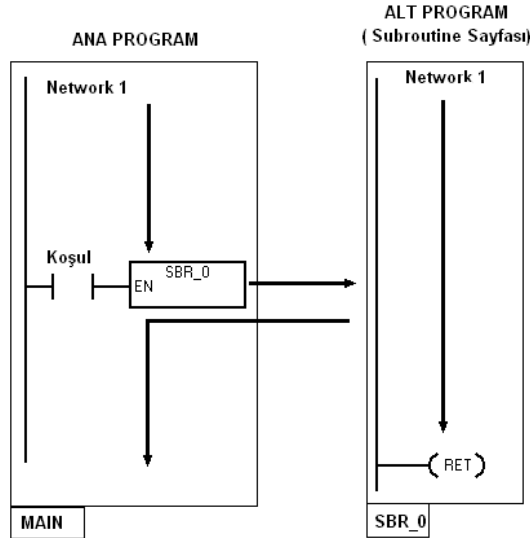 ANA PROGRAM
Network 1
Koşul
SBR_0
EN
MAIN
ALT PROGRAM
( Subroutine Sayfası)
Network 1
RET
SBR_0